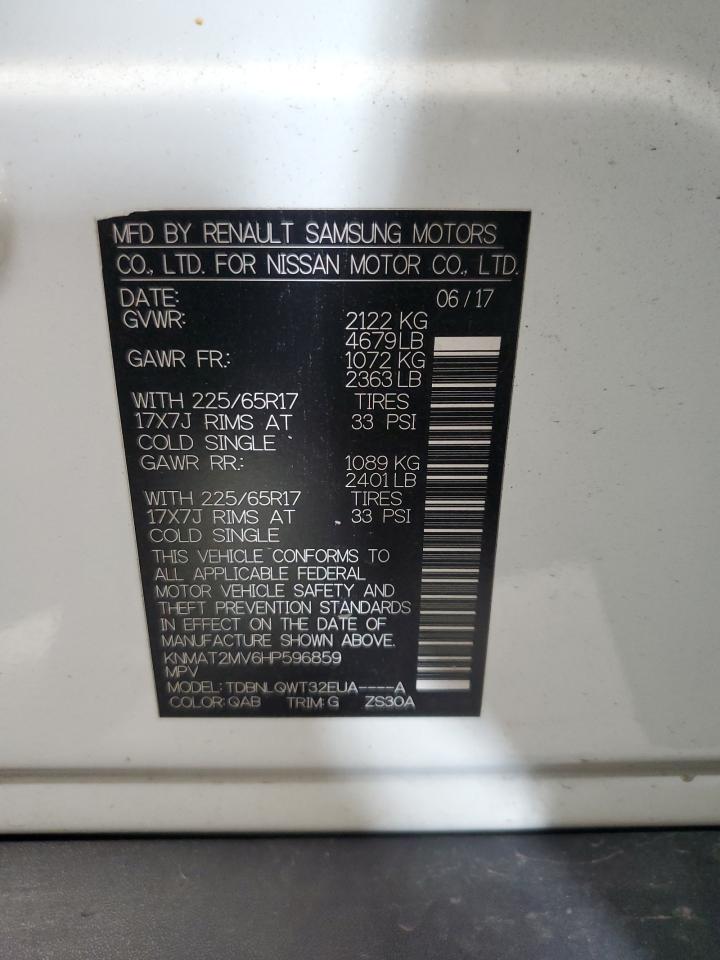 MFD BY RENAULT SAMSUNG MOTORS
CO., LTD. FOR NISSAN MOTOR CO., LTD.
DATE: 06 / 17
GVWR: 2122 KG
4679 LB
GAWR FR.: 1072 KG
2363 LB
WITH 225/65R17 TIRES
17X7J RIMS AT 33 PSI
COLD SINGLE
GAWR RR.: 1089 KG
2401 LB
WITH 225/65R17 TIRES
17X7J RIMS AT 33 PSI
COLD SINGLE
THIS VEHICLE CONFORMS TO
ALL APPLICABLE FEDERAL
MOTOR VEHICLE SAFETY AND
THEFT PREVENTION STANDARDS
IN EFFECT ON THE DATE OF
MANUFACTURE SHOWN ABOVE.
KNMAT2MV6HP596859
MPV
MODEL: TDBNLQWT32EUA----A
COLOR: QAB TRIM: G ZS30A